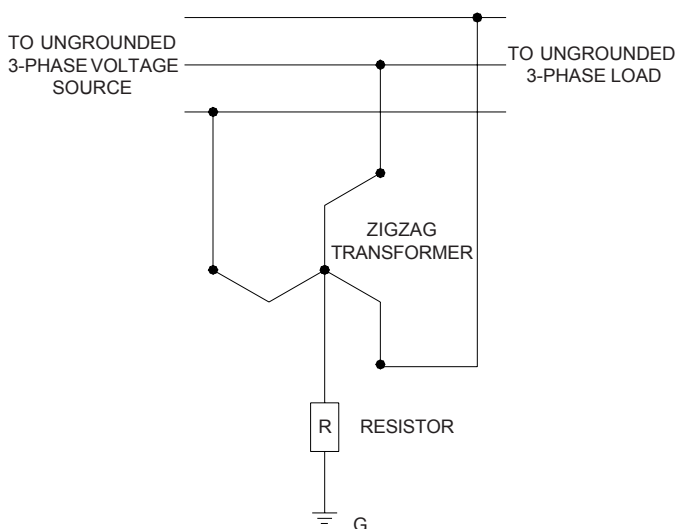 TO UNGROUNDED
3-PHASE VOLTAGE
SOURCE
TO UNGROUNDED
3-PHASE LOAD
ZIGZAG
TRANSFORMER
R
RESISTOR
G